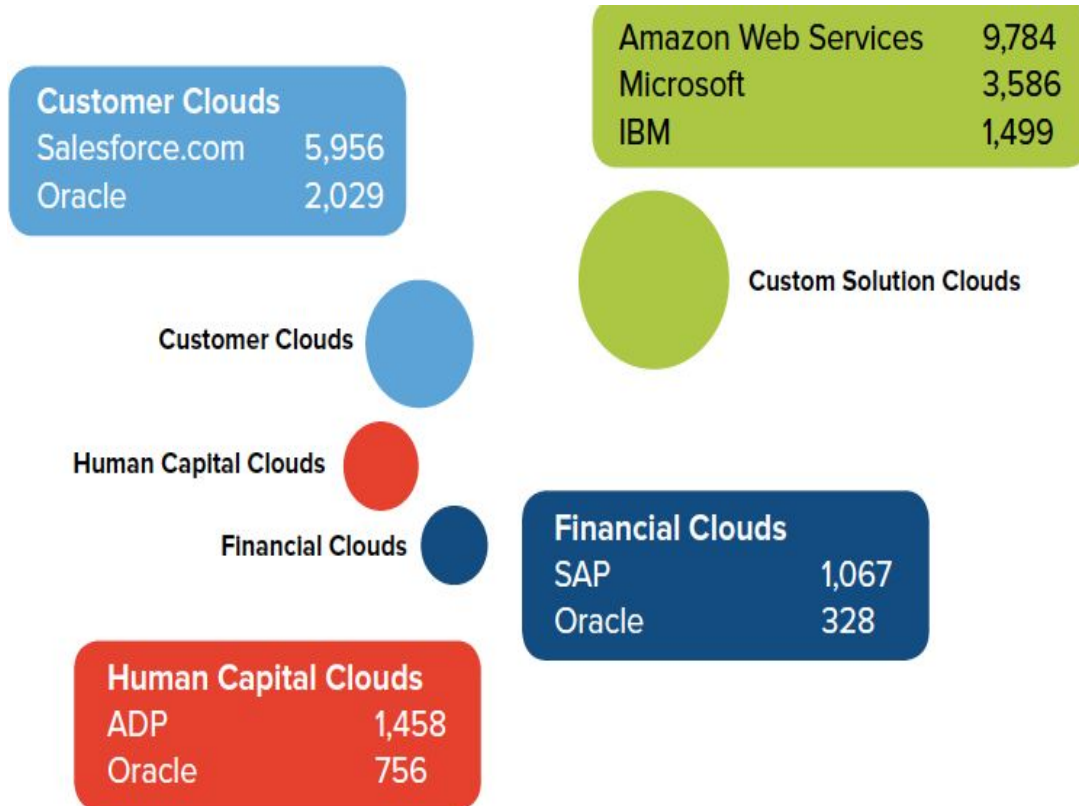 Amazon Web Services 9,784
Microsoft 3,586
IBM 1,499
Customer Clouds
Salesforce.com 5,956
Oracle 2,029
Custom Solution Clouds
Customer Clouds
Human Capital Clouds
Financial Clouds
Financial Clouds
SAP 1,067
Oracle 328
Human Capital Clouds
ADP 1,458
Oracle 756